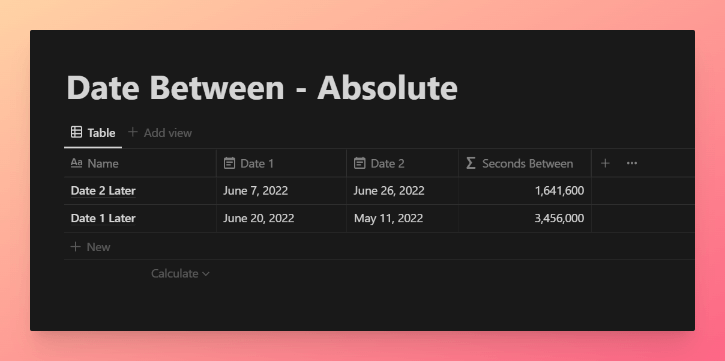 Date Between - Absolute
Table Add view
Aa Name Date 1 Date 2 Σ Seconds Between + •••
Date 2 Later June 7, 2022 June 26, 2022 1,641,600
Date 1 Later June 20, 2022 May 11, 2022 3,456,000
+ New
Calculate